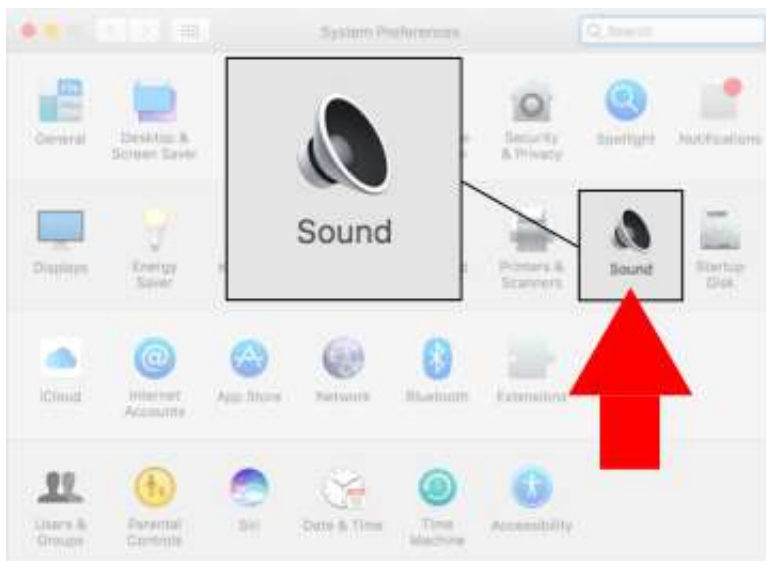 System Preferences
Search
General
Desktop &
Screen Saver
Security
& Privacy
Spotlight
Notifications
Sound
Displays
Energy
Saver
Printers &
Scanners
Sound
Startup
Disk
iCloud
Internet
Accounts
App Store
Network
Bluetooth
Extensions
Users &
Groups
Parental
Controls
Siri
Date & Time
Time
Machine
Accessibility